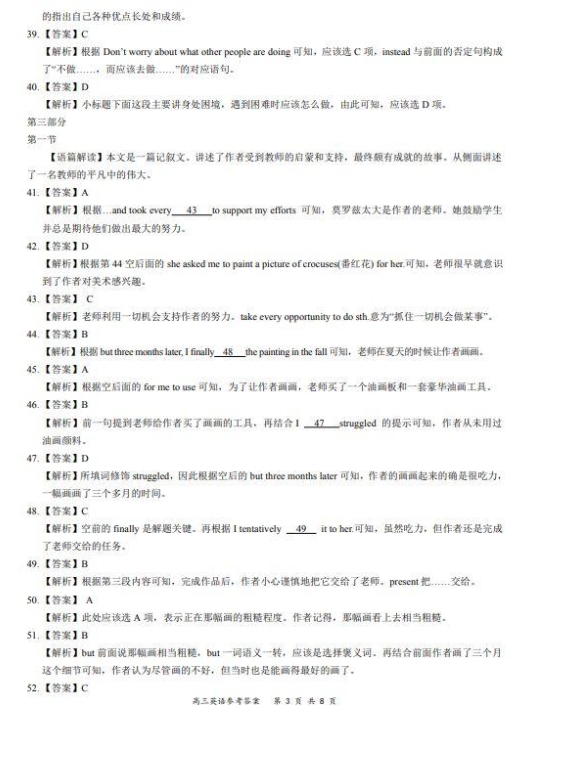 的指出自己各种优点长处和成绩。
39. 【答案】C
【解析】根据 Don't worry about what other people are doing 可知，应该选 C 项，instead 与前面的否定句构成
了“不做……，而应该去做……”的对应语句。
40. 【答案】D
【解析】小标题下面这段主要讲身处困境，遇到困难时应该怎么做，由此可知，应该选 D 项。
第三部分
第一节
【语篇解读】本文是一篇记叙文。讲述了作者受到教师的启蒙和支持，最终颇有成就的故事。从侧面讲述
了一名教师的平凡中的伟大。
41. 【答案】A
【解析】根据…and took every 43 to support my efforts 可知，莫罗兹太太是作者的老师。她鼓励学生
并总是期待他们做出最大的努力。
42. 【答案】D
【解析】根据第 44 空后面的 she asked me to paint a picture of crocuses(番红花) for her.可知，老师很早就意识
到了作者对美术感兴趣。
43. 【答案】 C
【解析】老师利用一切机会支持作者的努力。take every opportunity to do sth.意为“抓住一切机会做某事”。
44. 【答案】B
【解析】根据 but three months later, I finally 48 the painting in the fall 可知，老师在夏天的时候让作者画画。
45. 【答案】A
【解析】根据空后面的 for me to use 可知，为了让作者画画，老师买了一个油画板和一套豪华油画工具。
46. 【答案】B
【解析】前一句提到老师给作者买了画画的工具，再结合 I 47 struggled 的提示可知，作者从未用过
油画颜料。
47. 【答案】D
【解析】所填词修饰 struggled，因此根据空后的 but three months later 可知，作者的画画起来的确是很吃力，
一幅画画了三个多月的时间。
48. 【答案】C
【解析】空前的 finally 是解题关键。再根据 I tentatively 49 it to her.可知，虽然吃力，但作者还是完成
了老师交给的任务。
49. 【答案】B
【解析】根据第三段内容可知，完成作品后，作者小心谨慎地把它交给了老师。present 把……交给。
50. 【答案】 A
【解析】此处应该选 A 项，表示正在那幅画的粗糙程度。作者记得，那幅画看上去相当粗糙。
51. 【答案】B
【解析】but 前面说那幅画相当粗糙，but 一词语义一转，应该是选择褒义词。再结合前面作者画了三个月
这个细节可知，作者认为尽管画的不好，但当时也是能画得最好的画了。
52. 【答案】C
高三英语参考答案 第 3 页 共 8 页